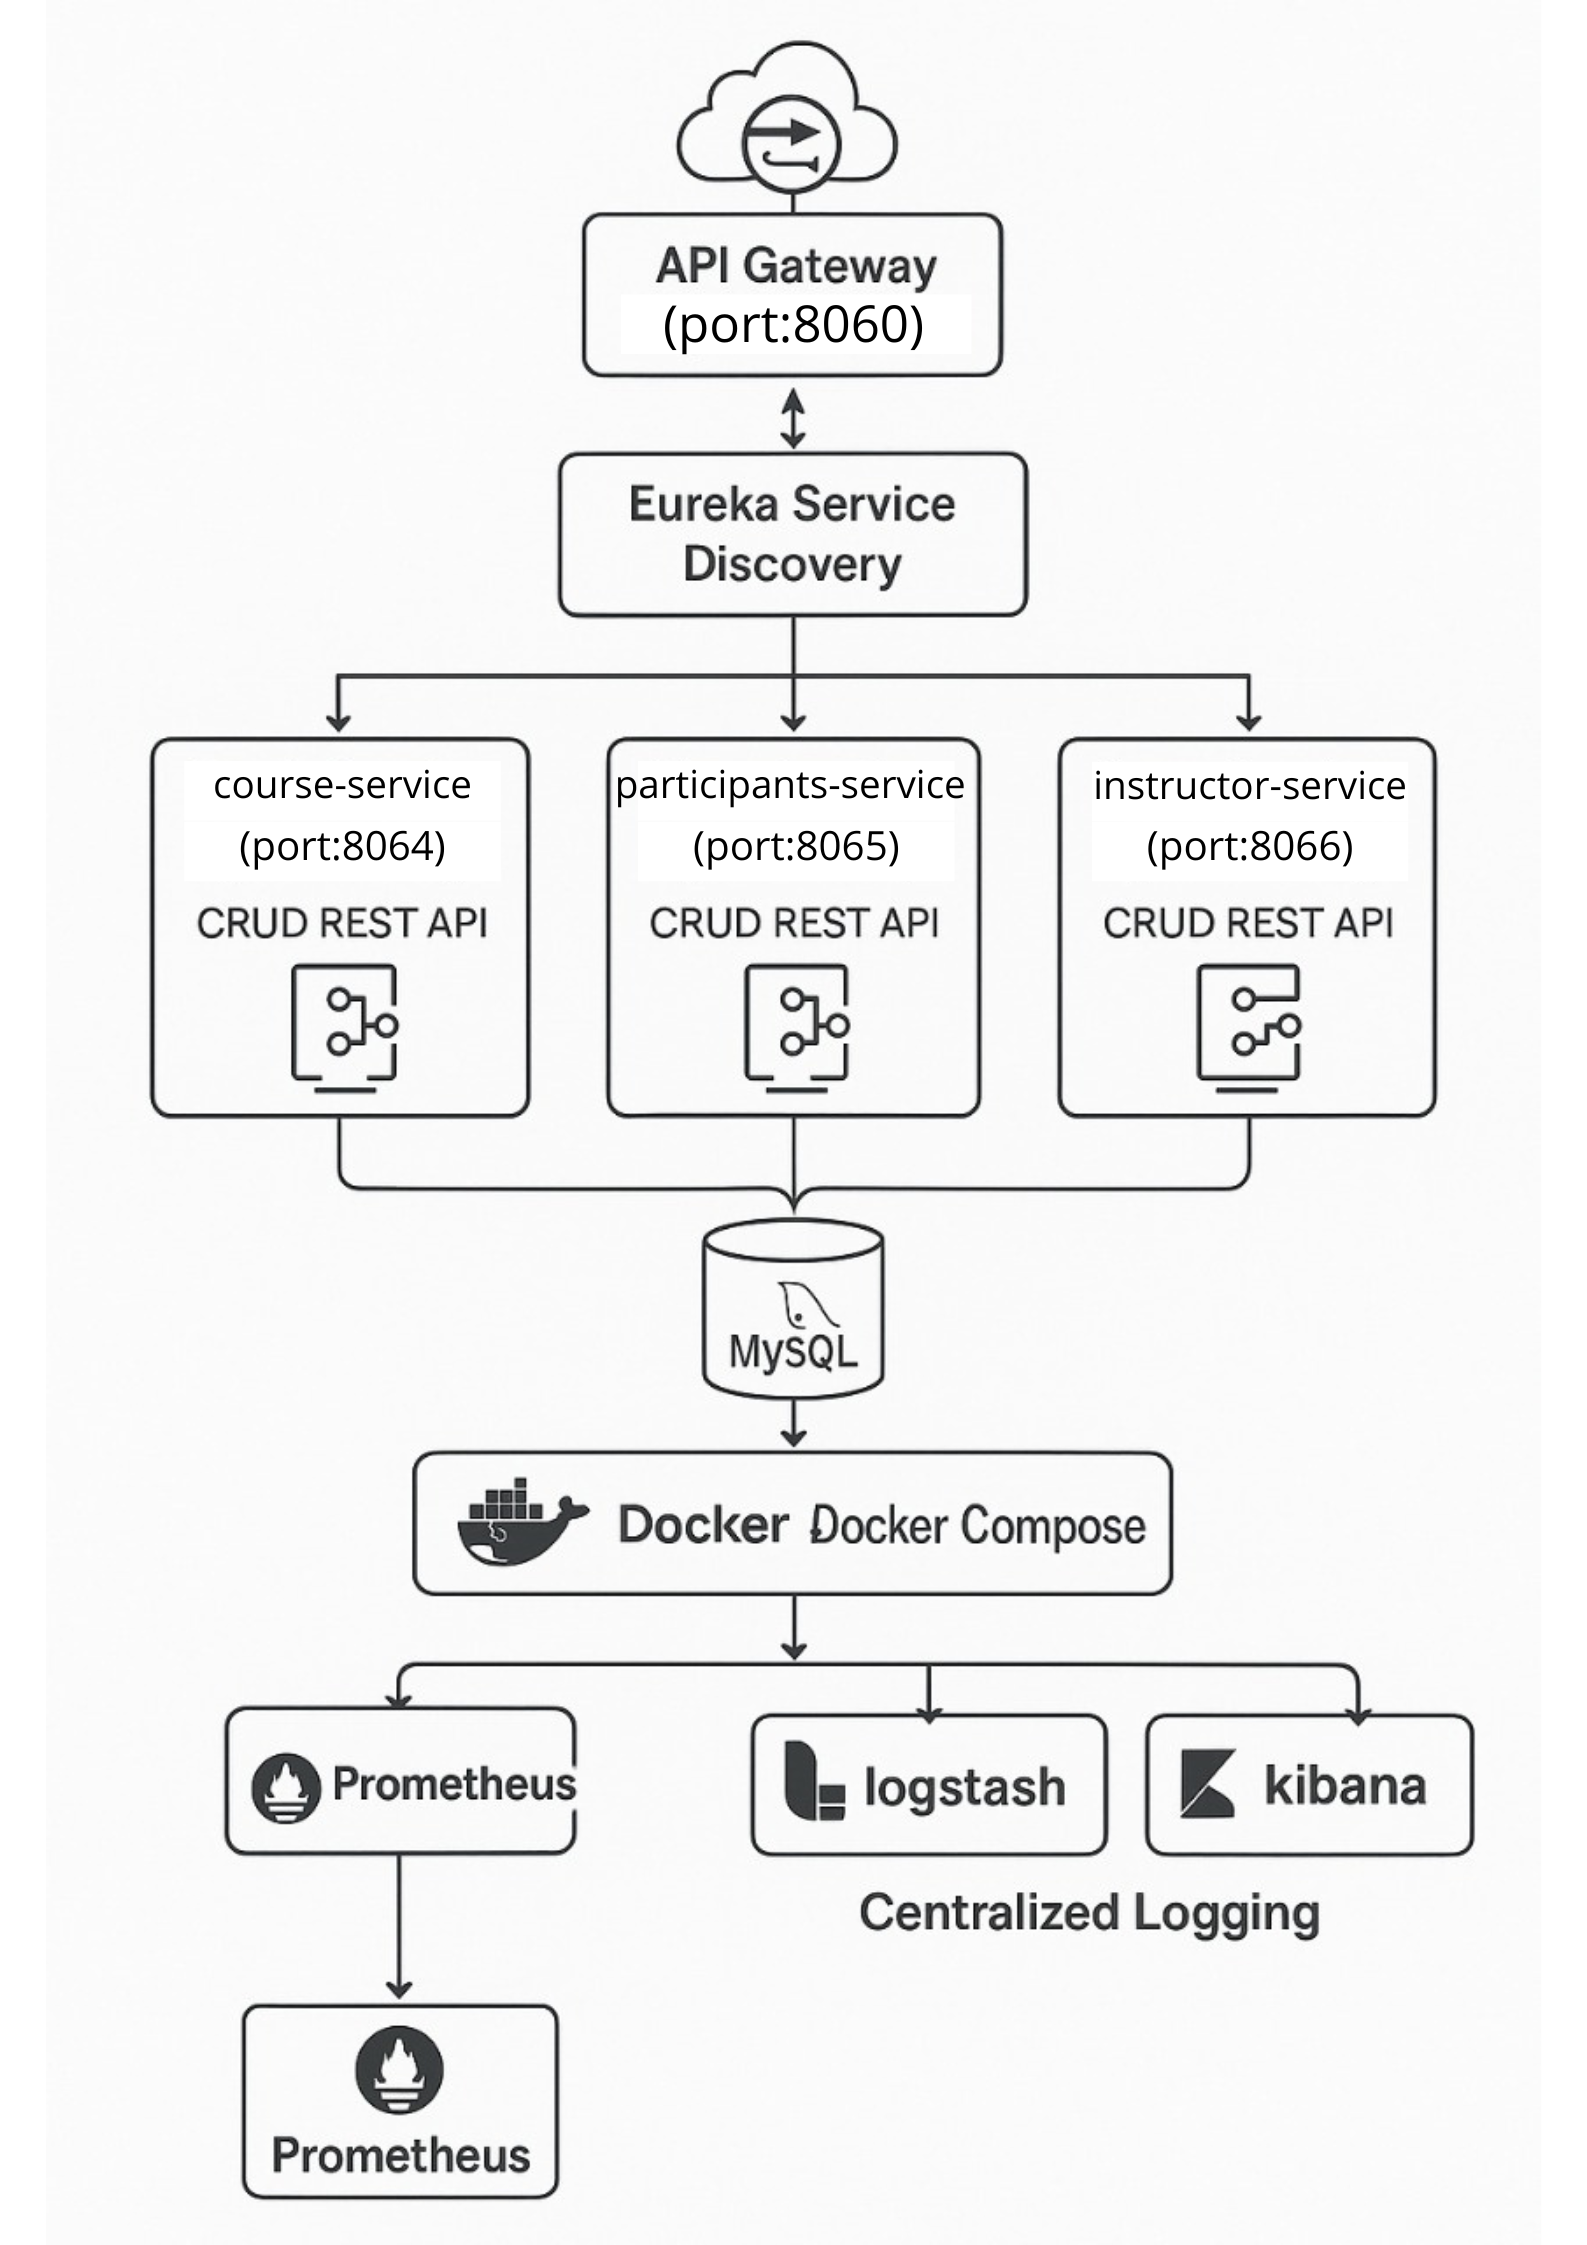 API Gateway
(port:8060)
Eureka Service
Discovery
course-service
(port:8064)
CRUD REST API
participants-service
(port:8065)
CRUD REST API
instructor-service
(port:8066)
CRUD REST API
MySQL
Docker Docker Compose
Prometheus
logstash
kibana
Centralized Logging
Prometheus